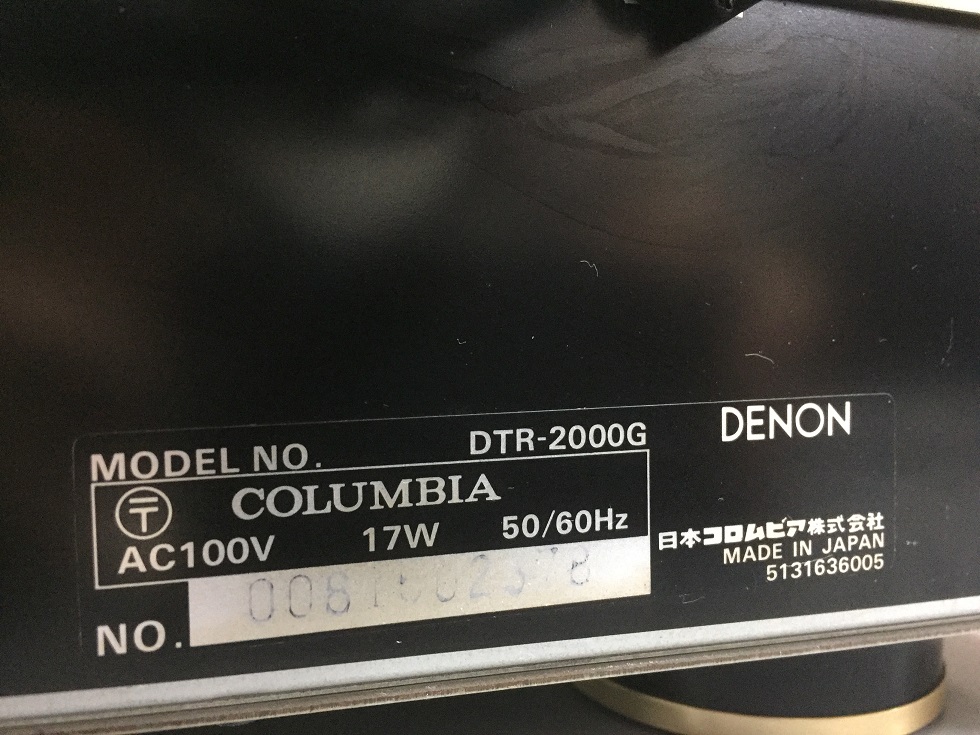 MODEL NO. DTR-2000G
DENON
〒 COLUMBIA
AC100V 17W 50/60Hz
日本コロムビア株式会社
MADE IN JAPAN
5131636005
NO.